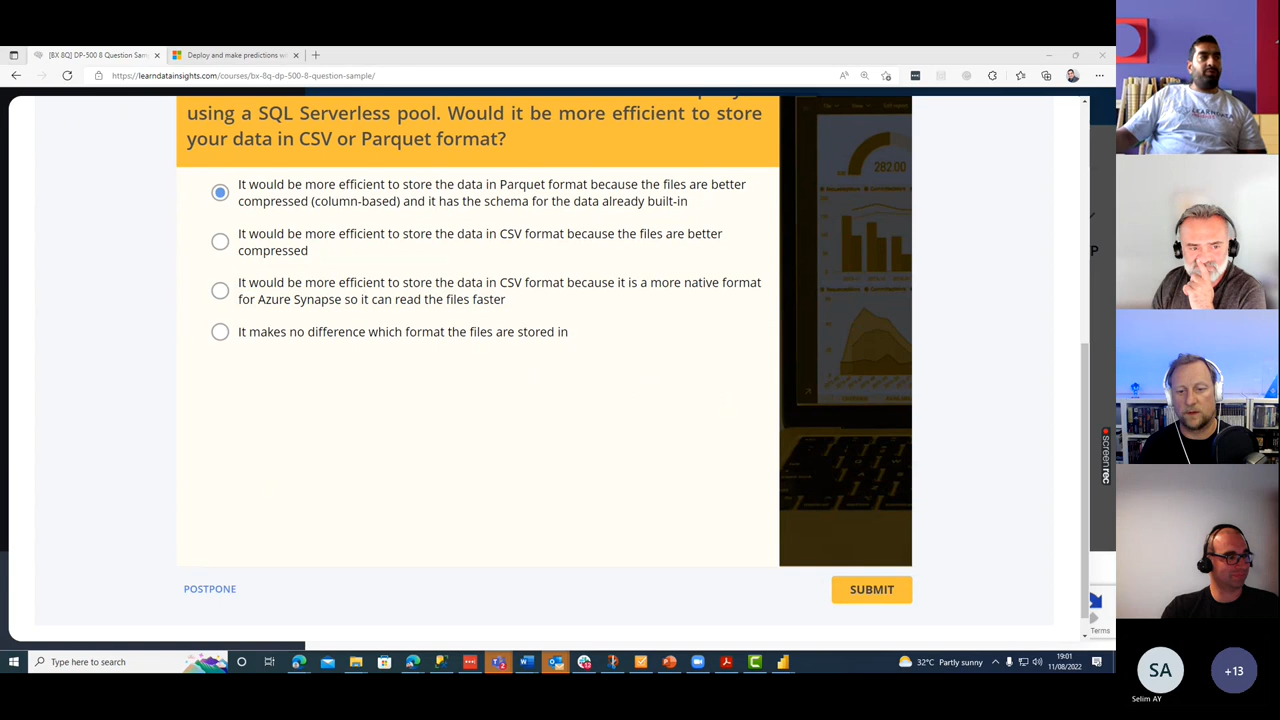 [BX 8Q] DP-500 8 Question Sam
Deploy and make predictions wi
https://learndatainsights.com/courses/bx-8q-dp-500-8-question-sample/
using a SQL Serverless pool. Would it be more efficient to store
your data in CSV or Parquet format?
It would be more efficient to store the data in Parquet format because the files are better
compressed (column-based) and it has the schema for the data already built-in
It would be more efficient to store the data in CSV format because the files are better
compressed
It would be more efficient to store the data in CSV format because it is a more native format
for Azure Synapse so it can read the files faster
It makes no difference which format the files are stored in
282.00
POSTPONE
SUBMIT
screenrec
Terms
Type here to search
32°C Partly sunny
19:01
11/08/2022
SA
Selim AY
+13